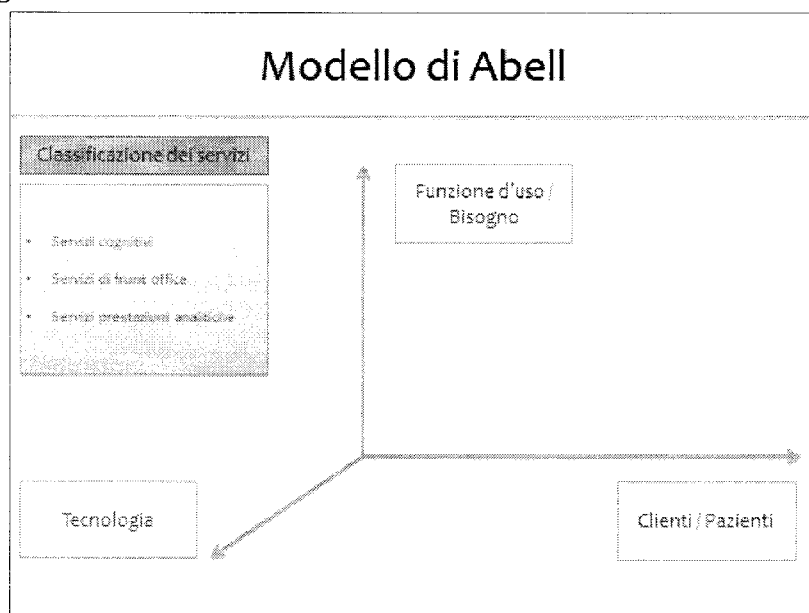 Modello di Abell
Classificazione dei servizi
• Servizi cognitivi
• Servizi di front office
• Servizi prestazioni analitiche
Funzione d'uso /
Bisogno
Tecnologia
Clienti / Pazienti